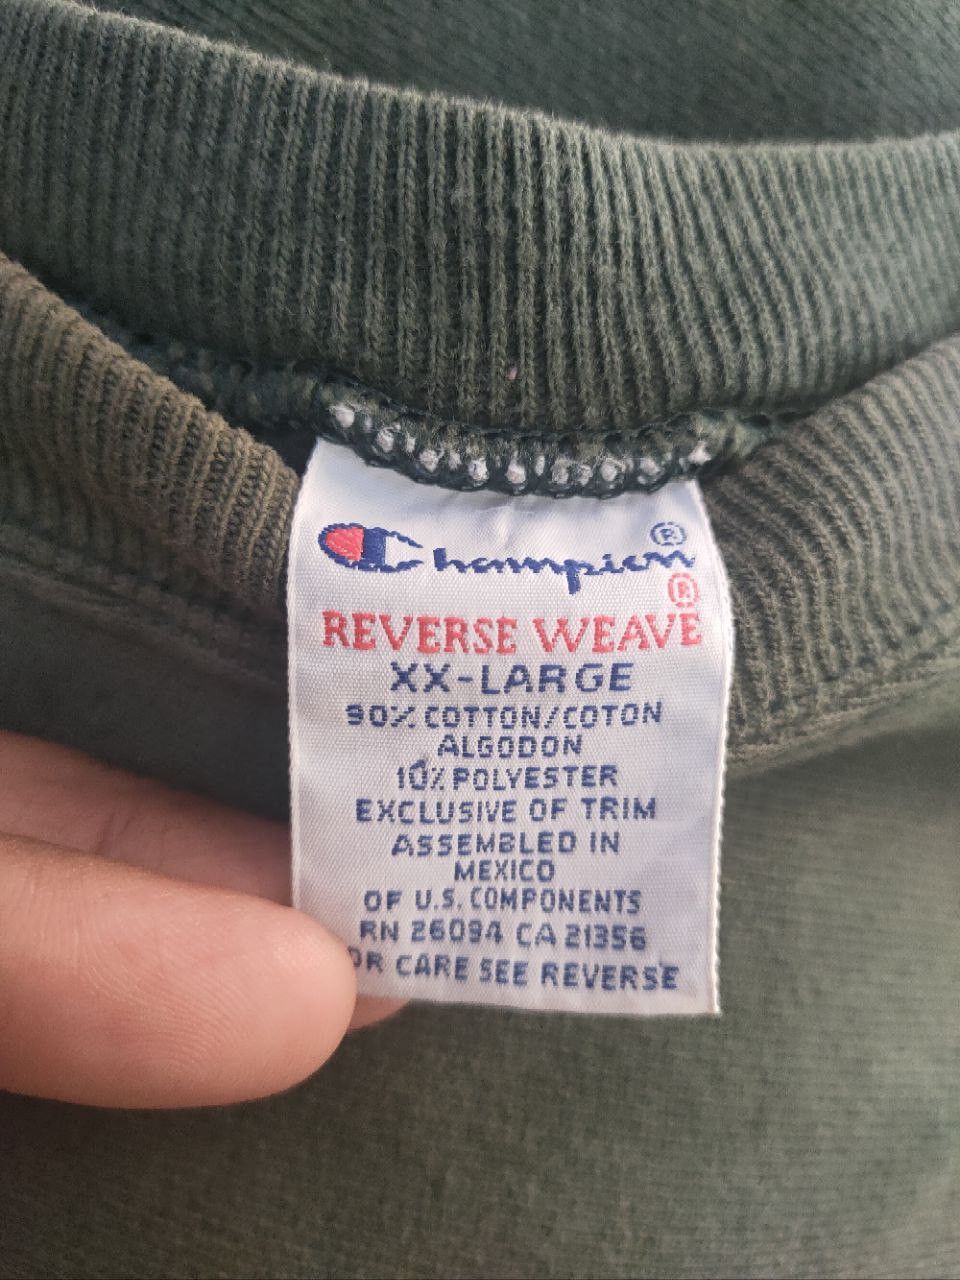 Champion®
®
REVERSE WEAVE
XX-LARGE
90% COTTON/COTON
ALGODON
10% POLYESTER
EXCLUSIVE OF TRIM
ASSEMBLED IN
MEXICO
OF U.S. COMPONENTS
RN 26094 CA 21356
OR CARE SEE REVERSE